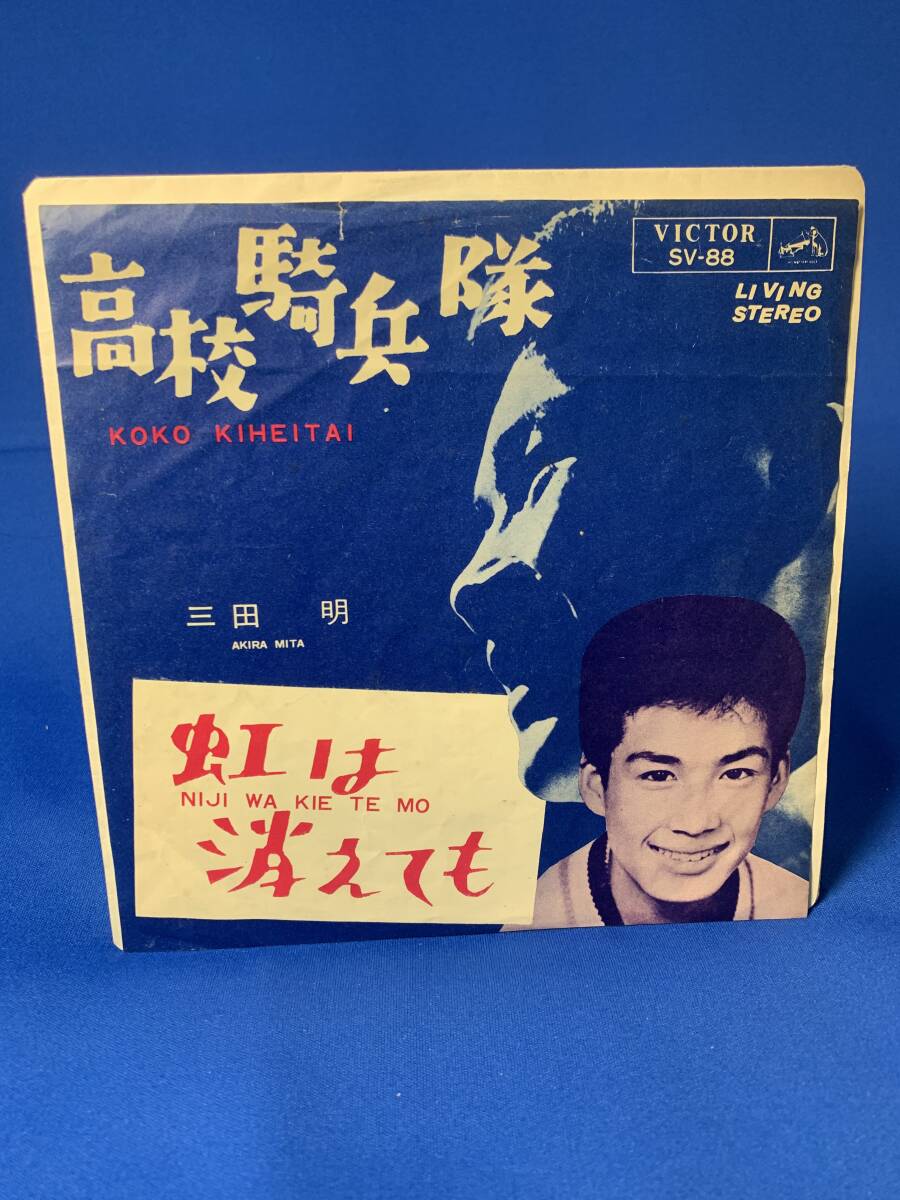 高校騎兵隊
KOKO KIHEITAI
VICTOR
SV-88
LIVING
STEREO
三田 明
AKIRA MITA
虹は
NIJI WA KIE TE MO
消えても